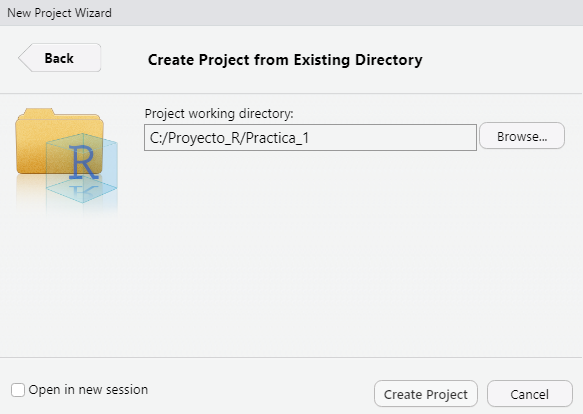 New Project Wizard
Back
Create Project from Existing Directory
Project working directory:
C:/Proyecto_R/Practica_1
Browse...
R
Open in new session
Create Project
Cancel